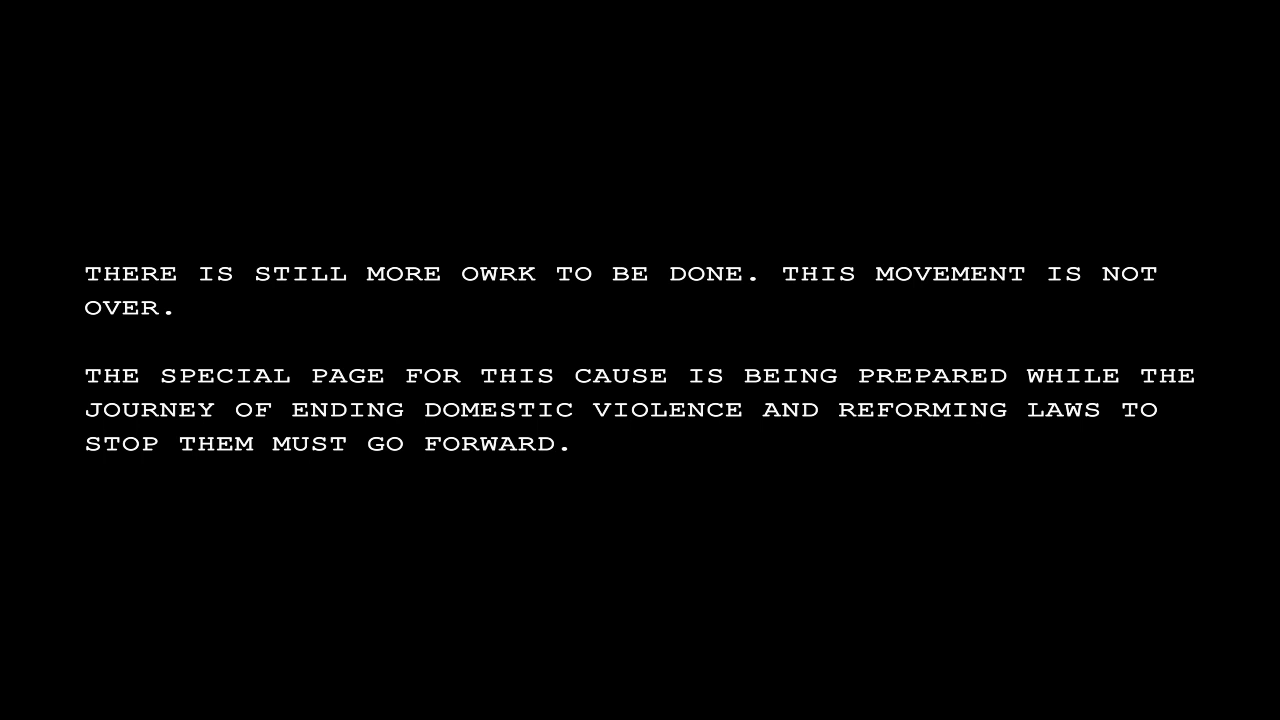 THERE IS STILL MORE OWRK TO BE DONE. THIS MOVEMENT IS NOT
OVER.
THE SPECIAL PAGE FOR THIS CAUSE IS BEING PREPARED WHILE THE
JOURNEY OF ENDING DOMESTIC VIOLENCE AND REFORMING LAWS TO
STOP THEM MUST GO FORWARD.